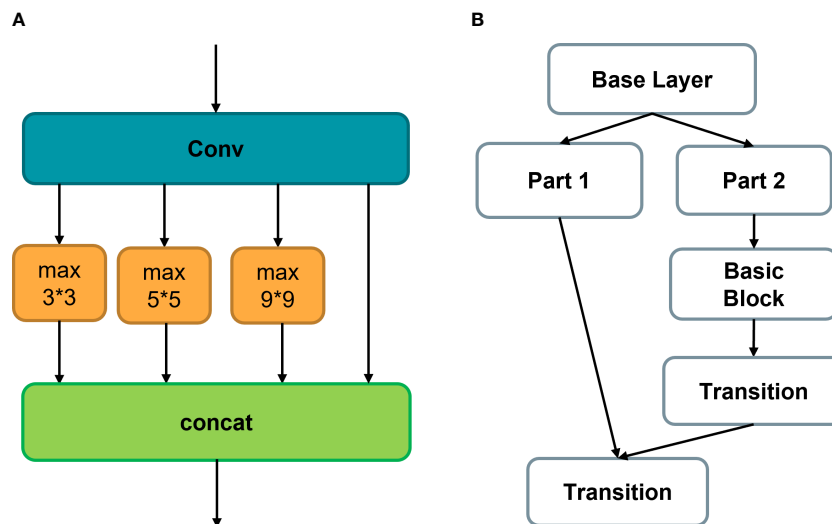 A
Conv
max
3*3
max
5*5
max
9*9
concat
B
Base Layer
Part 1
Part 2
Basic
Block
Transition
Transition